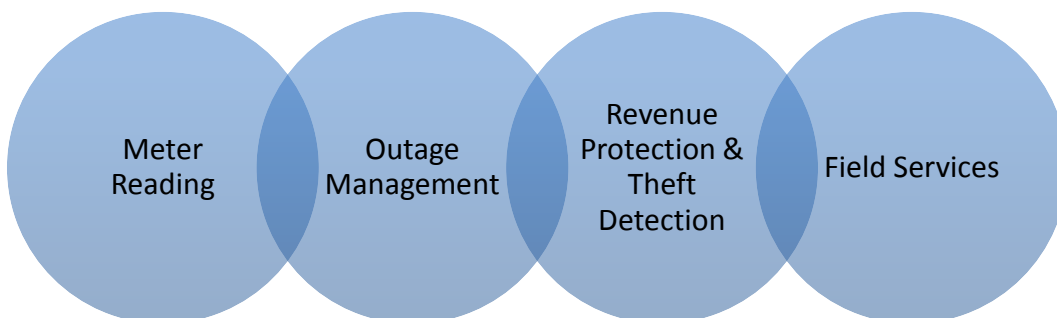 Meter
Reading
Outage
Management
Revenue
Protection &
Theft
Detection
Field Services